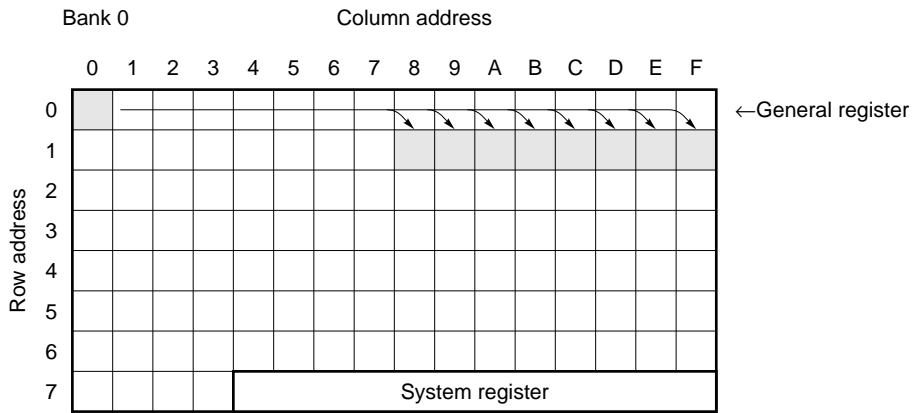 Bank 0 Column address
0 1 2 3 4 5 6 7 8 9 A B C D E F
0 ←General register
1
2
3
4
5
6
7 System register
Row address